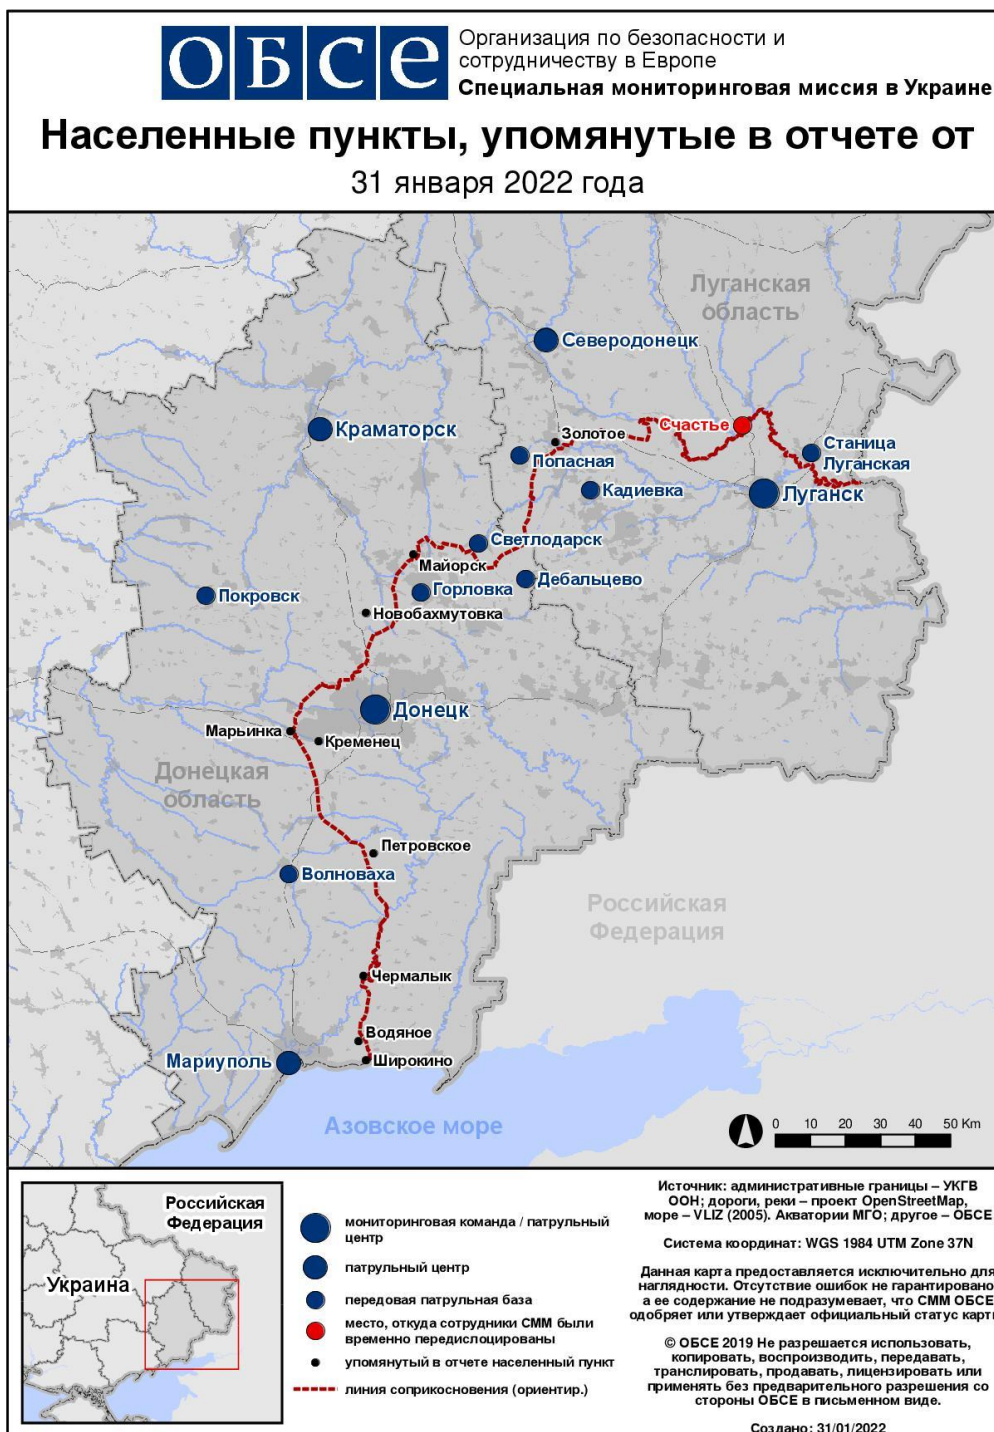 ОБСЕ
Организация по безопасности и
сотрудничеству в Европе
Специальная мониторинговая миссия в Украине
Населенные пункты, упомянутые в отчете от
31 января 2022 года
Луганская
область
Северодонецк
Краматорск
Золотое
Счастье
Станица
Луганская
Попасная
Кадиевка
Луганск
Светлодарск
Майорск
Дебальцево
Горловка
Покровск
Новобахмутовка
Донецк
Марьинка
Кременец
Донецкая
область
Петровское
Волноваха
Российская
Федерация
Чермалык
Водяное
Широкино
Мариуполь
Азовское море
0 10 20 30 40 50 Km
Российская
Федерация
Украина
мониторинговая команда / патрульный
центр
патрульный центр
передовая патрульная база
место, откуда сотрудники СММ были
временно передислоцированы
упомянутый в отчете населенный пункт
линия соприкосновения (ориентир.)
Источник: административные границы – УКГВ
ООН; дороги, реки – проект OpenStreetMap,
море – VLIZ (2005). Акватории МГО; другое – ОБСЕ
Система координат: WGS 1984 UTM Zone 37N
Данная карта предоставляется исключительно для
наглядности. Отсутствие ошибок не гарантировано
а ее содержание не подразумевает, что СММ ОБСЕ
одобряет или утверждает официальный статус карт
© ОБСЕ 2019 Не разрешается использовать,
копировать, воспроизводить, передавать,
транслировать, продавать, лицензировать или
применять без предварительного разрешения со
стороны ОБСЕ в письменном виде.
Создано: 31/01/2022